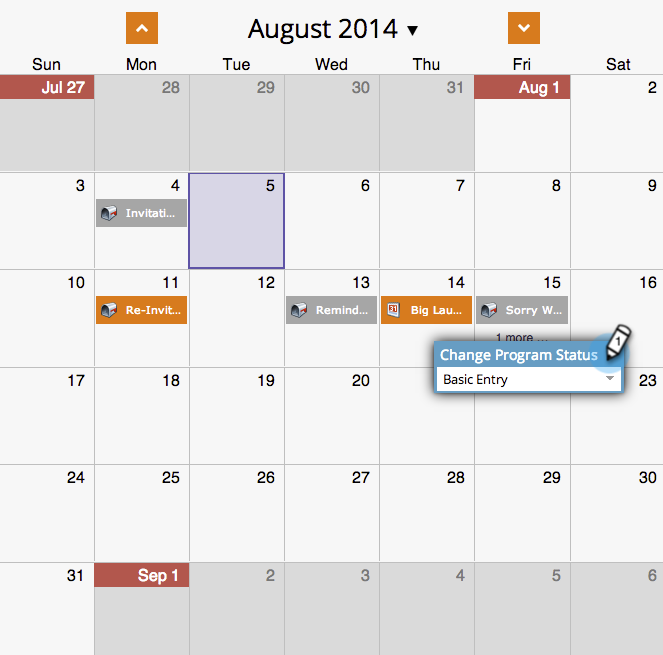 August 2014 ▼
Sun Mon Tue Wed Thu Fri Sat
Jul 27 28 29 30 31 Aug 1 2
3 4 5 6 7 8 9
Invitati...
10 11 12 13 14 15 16
Re-Invit... Remind... Big Lau... Sorry W...
1 more ...
1
Change Program Status
Basic Entry
17 18 19 20 23
24 25 26 27 28 29 30
31 Sep 1 2 3 4 5 6